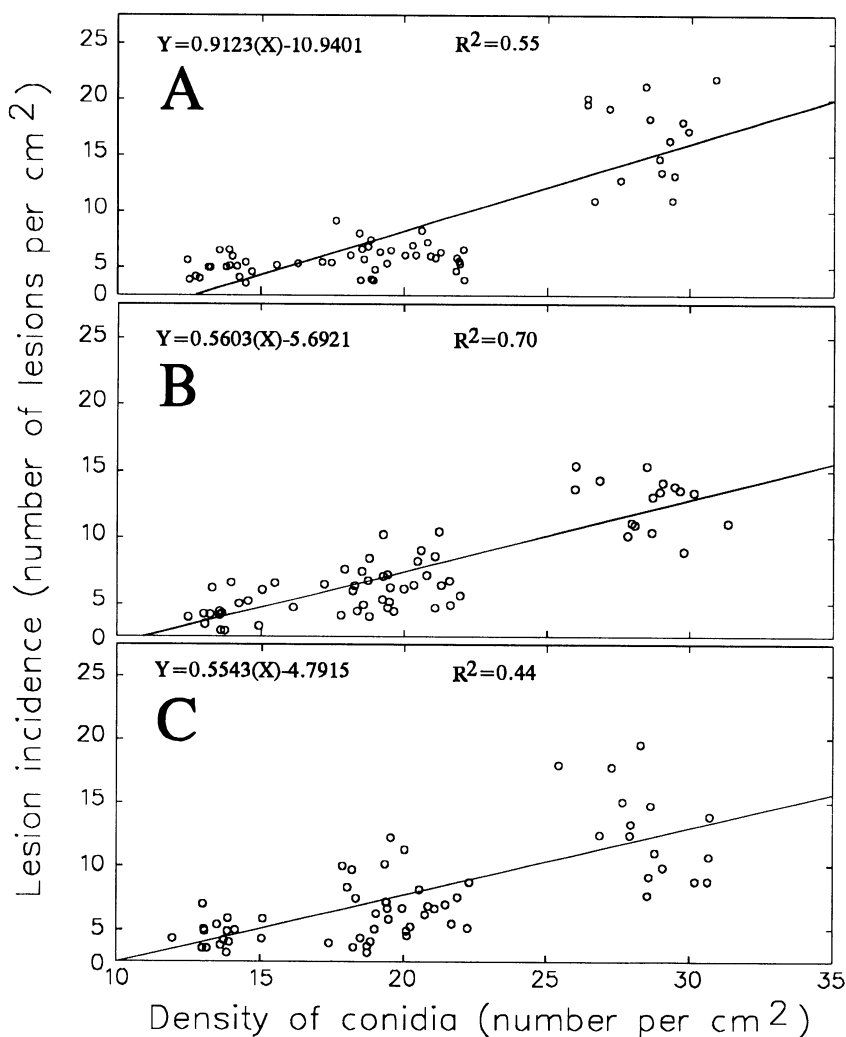 Lesion incidence (number of lesions per cm2)
Y=0.9123(X)-10.9401 R2=0.55
A
25
20
15
10
5
0
Y=0.5603(X)-5.6921 R2=0.70
B
25
20
15
10
5
0
Y=0.5543(X)-4.7915 R2=0.44
C
25
20
15
10
5
0
10 15 20 25 30 35
Density of conidia (number per cm2)